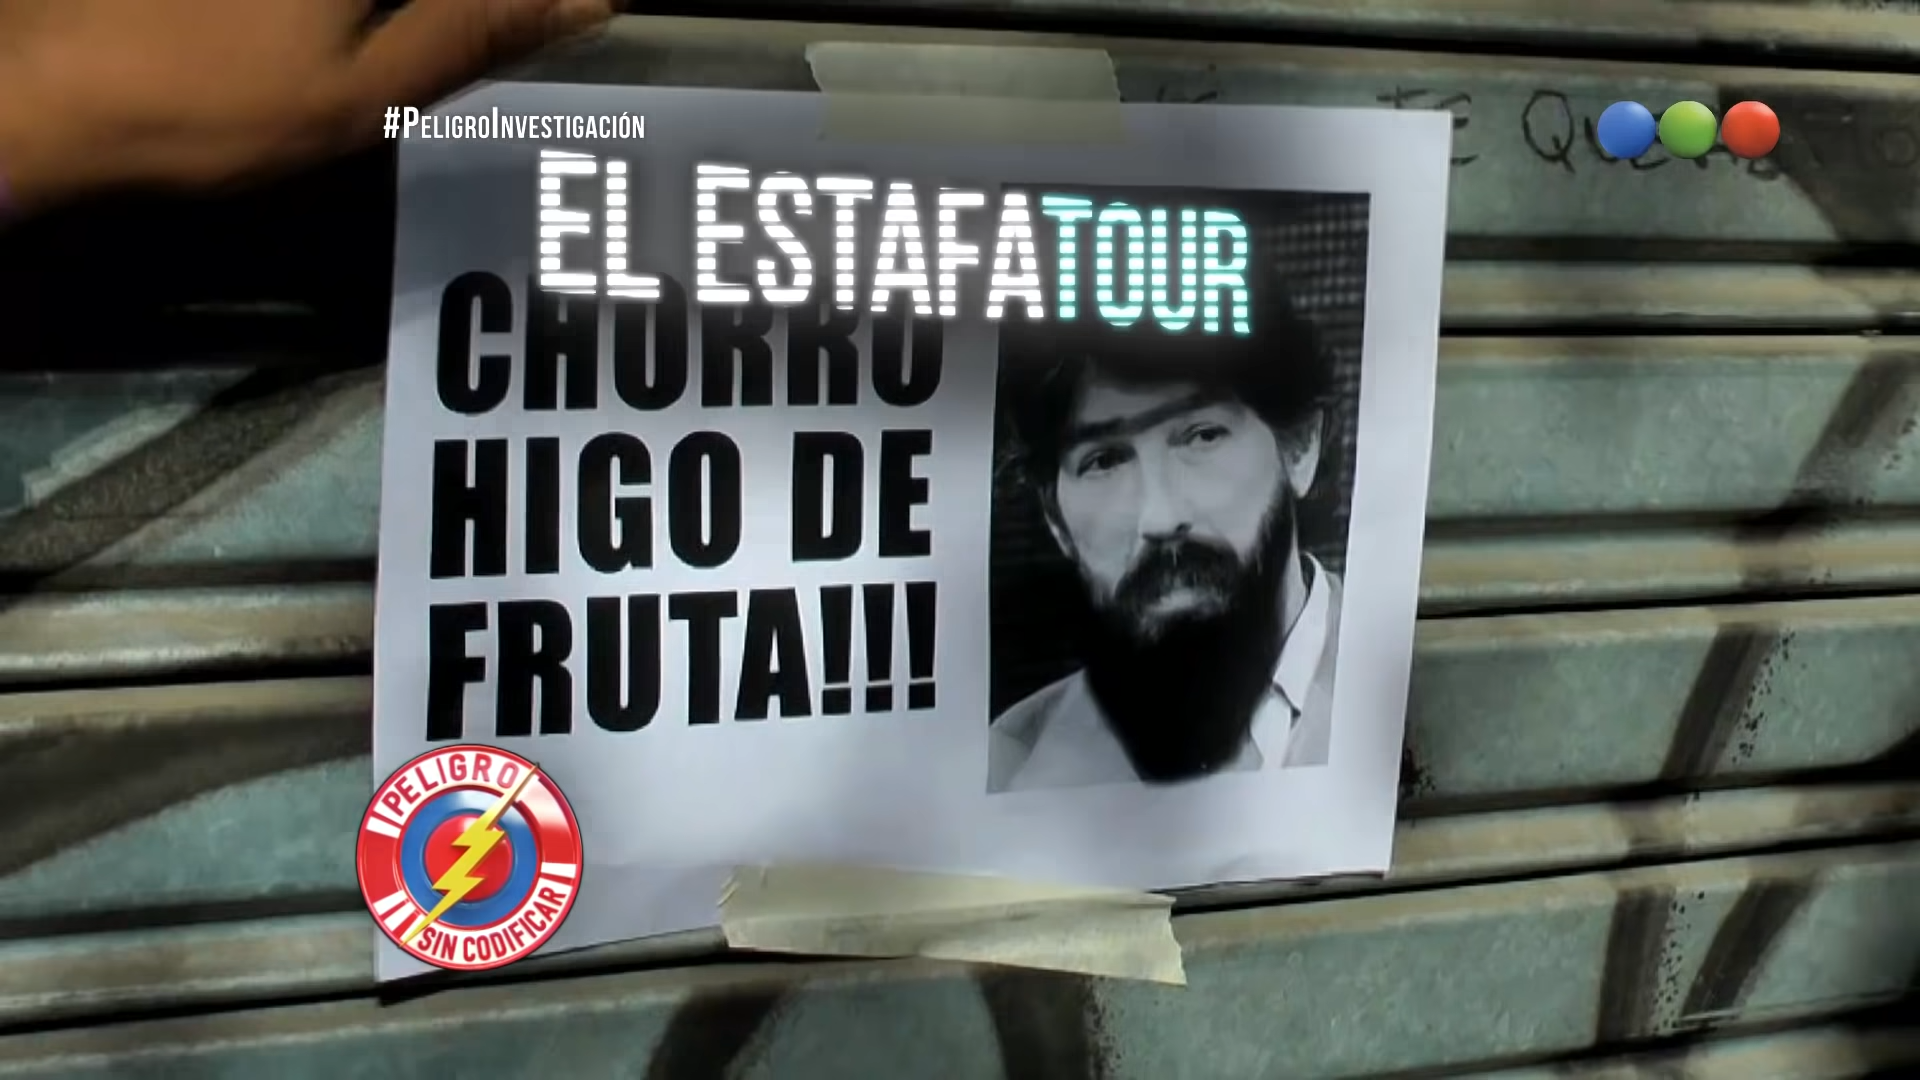 #PELIGROINVESTIGACIÓN
EL ESTAFATOUR
CHORRO
HIGO DE
FRUTA!!!
PELIGRO
SIN CODIFICAR